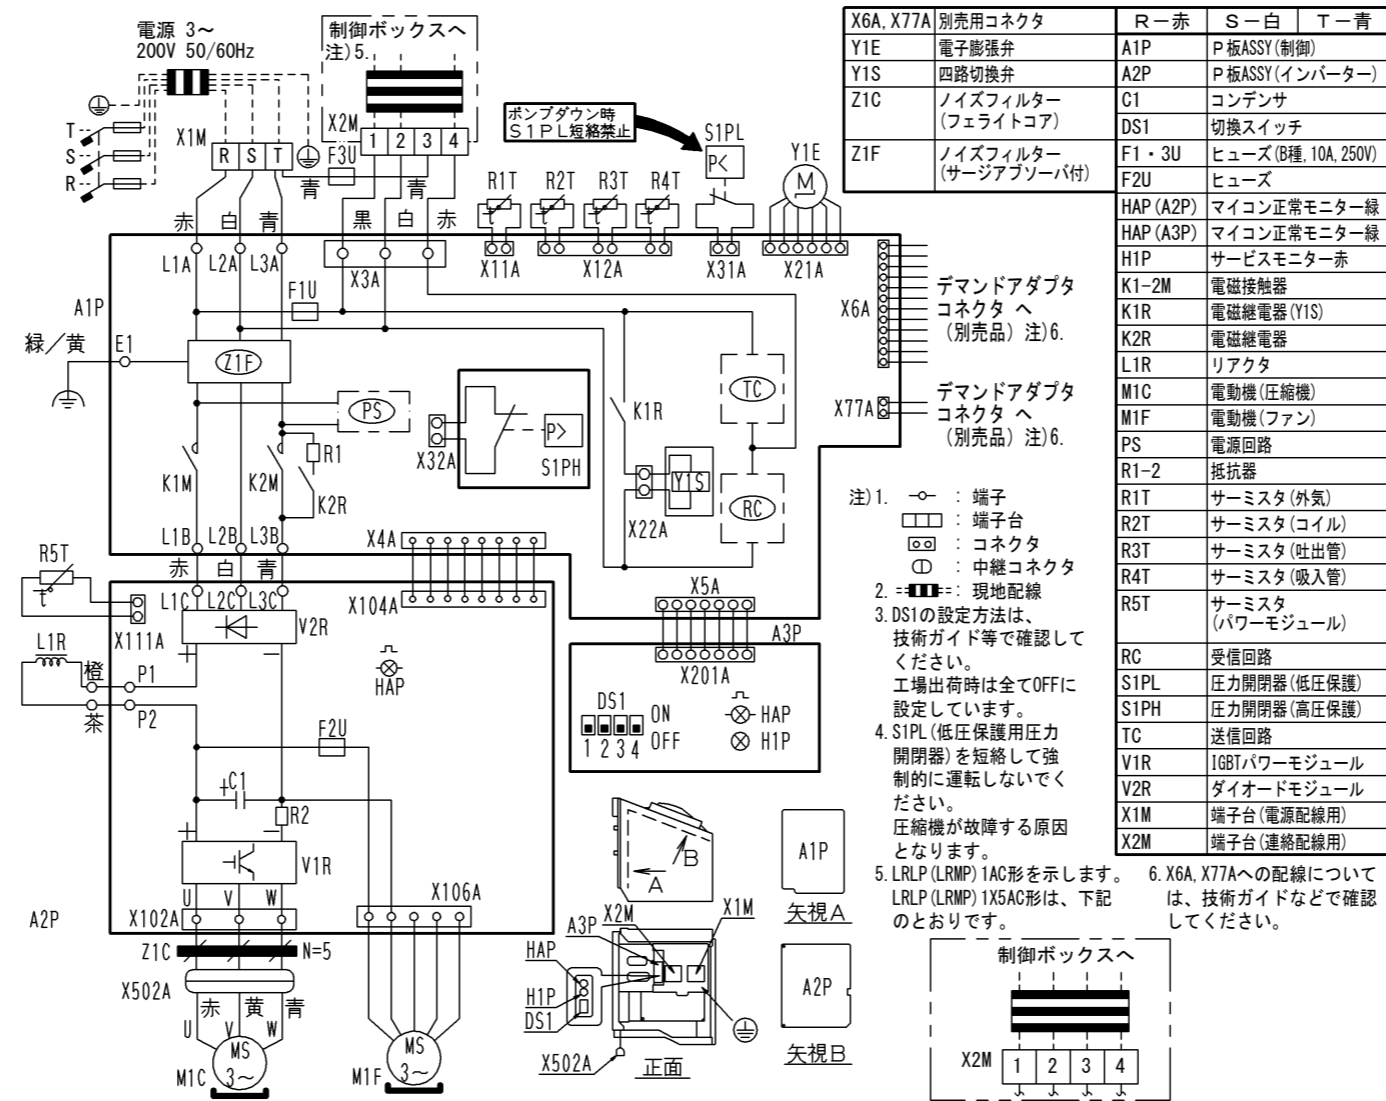 電源 3～
200V 50/60Hz
制御ボックスへ
注)5.
X2M
1 2 3 4
T
S
R
X1M
R S T
F3U
青 青
赤 白 青
黒 白 赤
ポンプダウン時
S1PL短絡禁止
S1PL
P<
Y1E
M
R1T R2T R3T R4T
L1A L2A L3A
X3A
X11A X12A X31A X21A
A1P
F1U
X6A
デマンドアダプタ
コネクタ へ
(別売品) 注)6.
緑／黄 E1
Z1F
PS
X32A
P>
S1PH
K1R
TC
X77A
デマンドアダプタ
コネクタ へ
(別売品) 注)6.
R1
K1M K2M
K2R
Y1S
X22A
RC
L1B L2B L3B
X4A
赤 白 青
R5T
L1C L2C L3C
X104A
X111A
V2R
L1R
橙 P1
茶 P2
+ −
HAP
F2U
+C1
R2
+ −
V1R
U V W
X102A
X106A
A2P
Z1C N=5
X502A
赤 黄 青
U V W
MS
3～
M1C
MS
3～
M1F
X5A
A3P
X201A
DS1
ON
OFF
1 2 3 4
HAP
H1P
B
A
A1P
矢視A
A2P
矢視B
X2M X1M
A3P
HAP
H1P
DS1
X502A
正面
注)1. : 端子
: 端子台
: コネクタ
: 中継コネクタ
2. : 現地配線
3.DS1の設定方法は、
技術ガイド等で確認して
ください。
工場出荷時は全てOFFに
設定しています。
4.S1PL(低圧保護用圧力
開閉器)を短絡して強
制的に運転しないでく
ださい。
圧縮機が故障する原因
となります。
5.LRLP(LRMP)1AC形を示します。
LRLP(LRMP)1X5AC形は、下記
のとおりです。
6.X6A,X77Aへの配線について
は、技術ガイドなどで確認
してください。
制御ボックスへ
X2M 1 2 3 4
X6A,X77A 別売用コネクタ
Y1E 電子膨張弁
Y1S 四路切換弁
Z1C ノイズフィルター
(フェライトコア)
Z1F ノイズフィルター
(サージアブソーバ付)
R－赤 S－白 T－青
A1P P板ASSY(制御)
A2P P板ASSY(インバーター)
C1 コンデンサ
DS1 切換スイッチ
F1・3U ヒューズ(B種,10A,250V)
F2U ヒューズ
HAP(A2P) マイコン正常モニター緑
HAP(A3P) マイコン正常モニター緑
H1P サービスモニター赤
K1-2M 電磁接触器
K1R 電磁継電器(Y1S)
K2R 電磁継電器
L1R リアクタ
M1C 電動機(圧縮機)
M1F 電動機(ファン)
PS 電源回路
R1-2 抵抗器
R1T サーミスタ(外気)
R2T サーミスタ(コイル)
R3T サーミスタ(吐出管)
R4T サーミスタ(吸入管)
R5T サーミスタ
(パワーモジュール)
RC 受信回路
S1PL 圧力開閉器(低圧保護)
S1PH 圧力開閉器(高圧保護)
TC 送信回路
V1R IGBTパワーモジュール
V2R ダイオードモジュール
X1M 端子台(電源配線用)
X2M 端子台(連絡配線用)